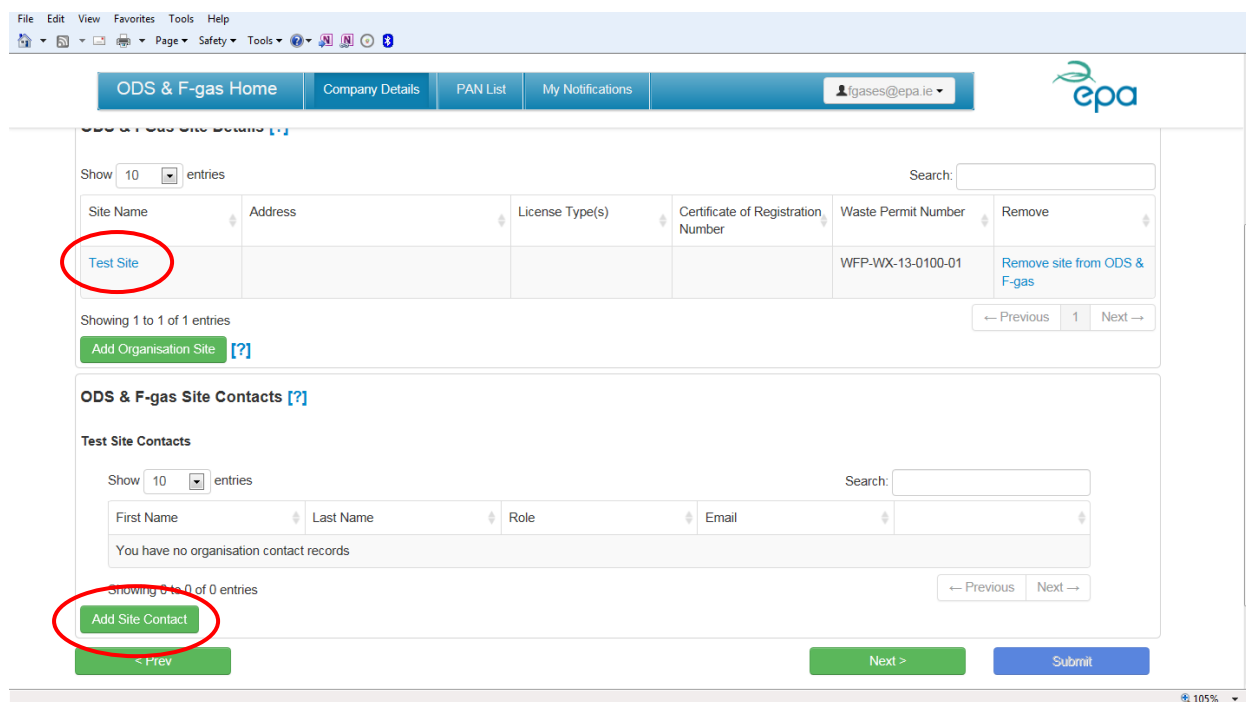 File Edit View Favorites Tools Help
Page Safety Tools
ODS & F-gas Home Company Details PAN List My Notifications fgases@epa.ie
epa
ODS & F-Gas Site Details [?]
Show 10 entries Search:
Site Name Address License Type(s) Certificate of Registration Number Waste Permit Number Remove
Test Site WFP-WX-13-0100-01 Remove site from ODS & F-gas
Showing 1 to 1 of 1 entries ← Previous 1 Next →
Add Organisation Site [?]
ODS & F-gas Site Contacts [?]
Test Site Contacts
Show 10 entries Search:
First Name Last Name Role Email
You have no organisation contact records
Showing 0 to 0 of 0 entries ← Previous Next →
Add Site Contact
< Prev Next > Submit
105%